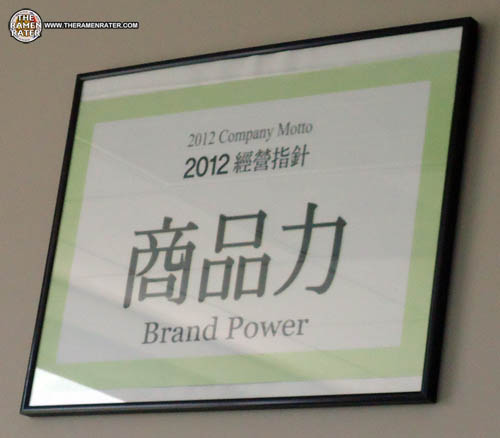 THE
RAMEN
RATER
WWW.THERAMENRATER.COM
2012 Company Motto
2012 經營指針
商品力
Brand Power